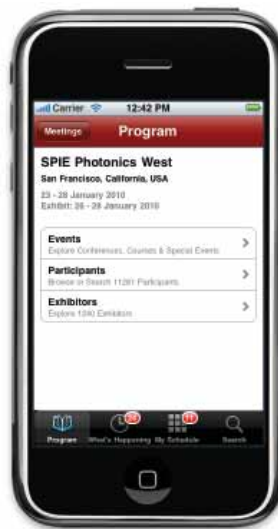 Carrier 12:42 PM
Meetings Program
SPIE Photonics West
San Francisco, California, USA
23 - 28 January 2010
Exhibit: 26 - 28 January 2010
Events
Explore Conferences, Courses & Special Events
Participants
Browse or Search 11281 Participants
Exhibitors
Explore 1240 Exhibitors
Program What's Happening My Schedule Search